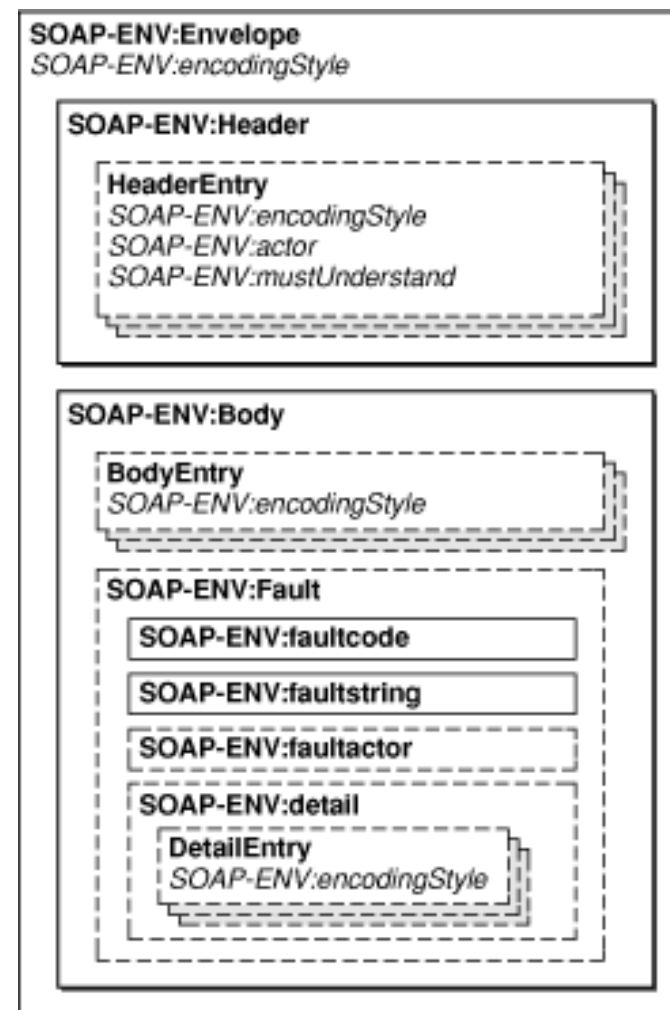 SOAP-ENV:Envelope
SOAP-ENV:encodingStyle
SOAP-ENV:Header
HeaderEntry
SOAP-ENV:encodingStyle
SOAP-ENV:actor
SOAP-ENV:mustUnderstand
SOAP-ENV:Body
BodyEntry
SOAP-ENV:encodingStyle
SOAP-ENV:Fault
SOAP-ENV:faultcode
SOAP-ENV:faultstring
SOAP-ENV:faultactor
SOAP-ENV:detail
DetailEntry
SOAP-ENV:encodingStyle